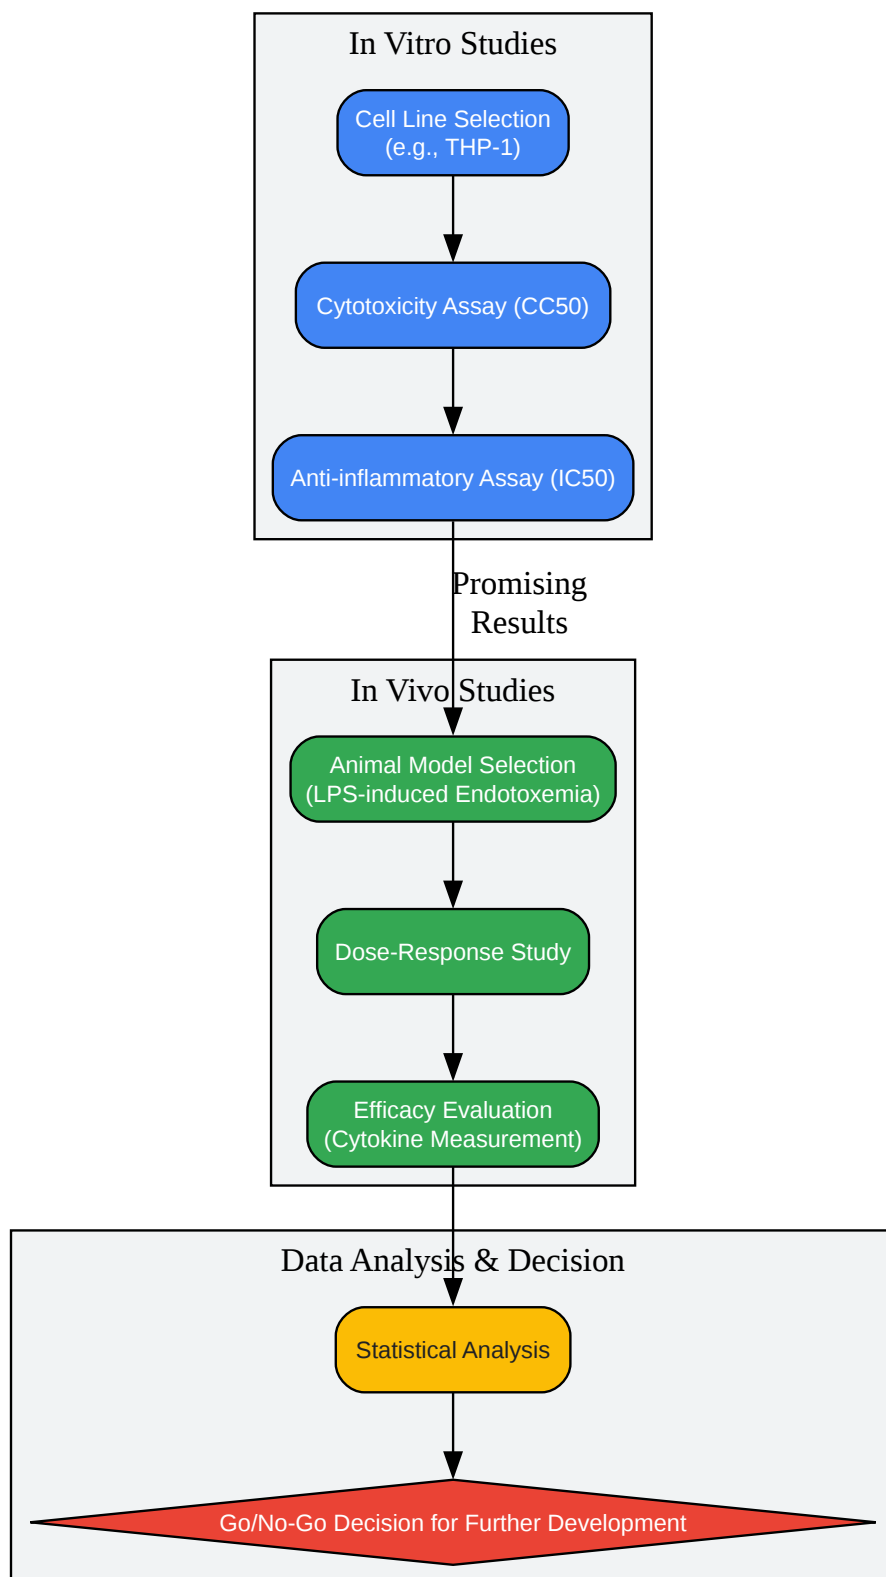 In Vitro Studies
Cell Line Selection
(e.g., THP-1)
Cytotoxicity Assay (CC50)
Anti-inflammatory Assay (IC50)
Promising
Results
In Vivo Studies
Animal Model Selection
(LPS-induced Endotoxemia)
Dose-Response Study
Efficacy Evaluation
(Cytokine Measurement)
Data Analysis & Decision
Statistical Analysis
Go/No-Go Decision for Further Development